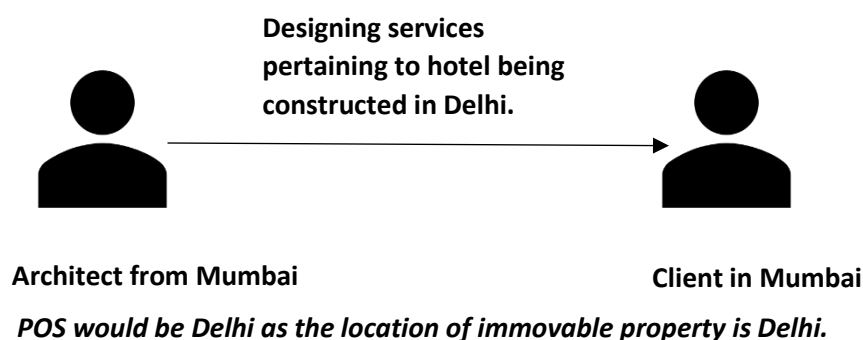 Designing services
pertaining to hotel being
constructed in Delhi.
Architect from Mumbai
Client in Mumbai
POS would be Delhi as the location of immovable property is Delhi.